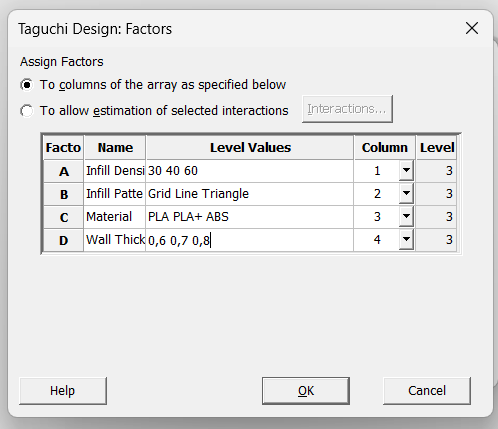 Taguchi Design: Factors
Assign Factors
To columns of the array as specified below
To allow estimation of selected interactions Interactions...
Facto Name Level Values Column Level
A Infill Densi 30 40 60 1 3
B Infill Patte Grid Line Triangle 2 3
C Material PLA PLA+ ABS 3 3
D Wall Thick 0,6 0,7 0,8 4 3
Help OK Cancel